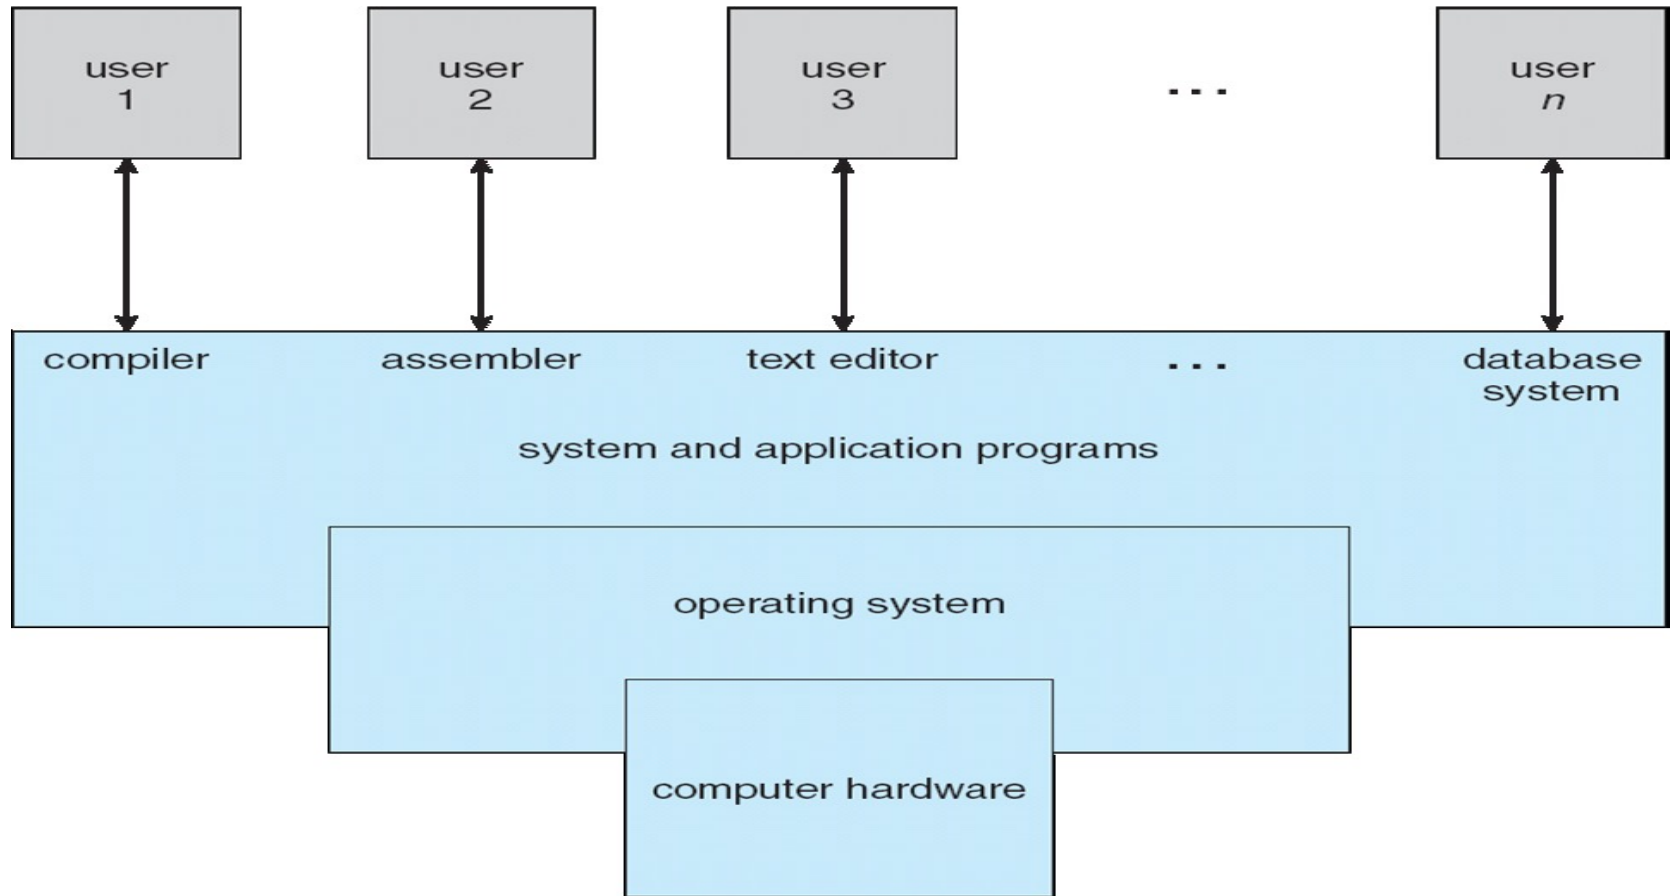 user
1
user
2
user
3
...
user
n
compiler
assembler
text editor
...
database
system
system and application programs
operating system
computer hardware